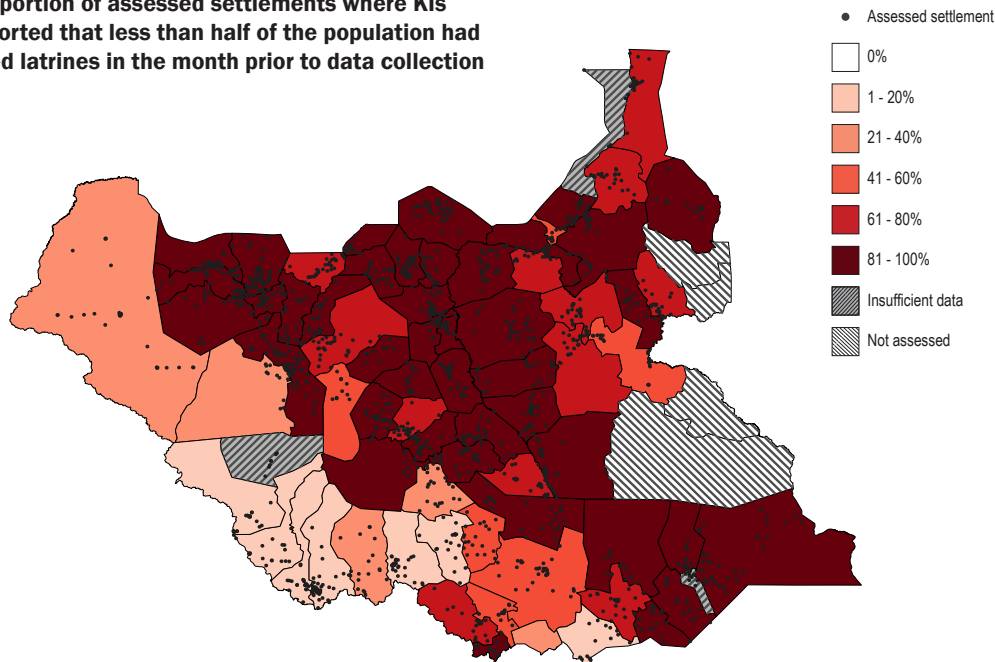 portion of assessed settlements where KIs
orted that less than half of the population had
d latrines in the month prior to data collection
Assessed settlement
0%
1 - 20%
21 - 40%
41 - 60%
61 - 80%
81 - 100%
Insufficient data
Not assessed